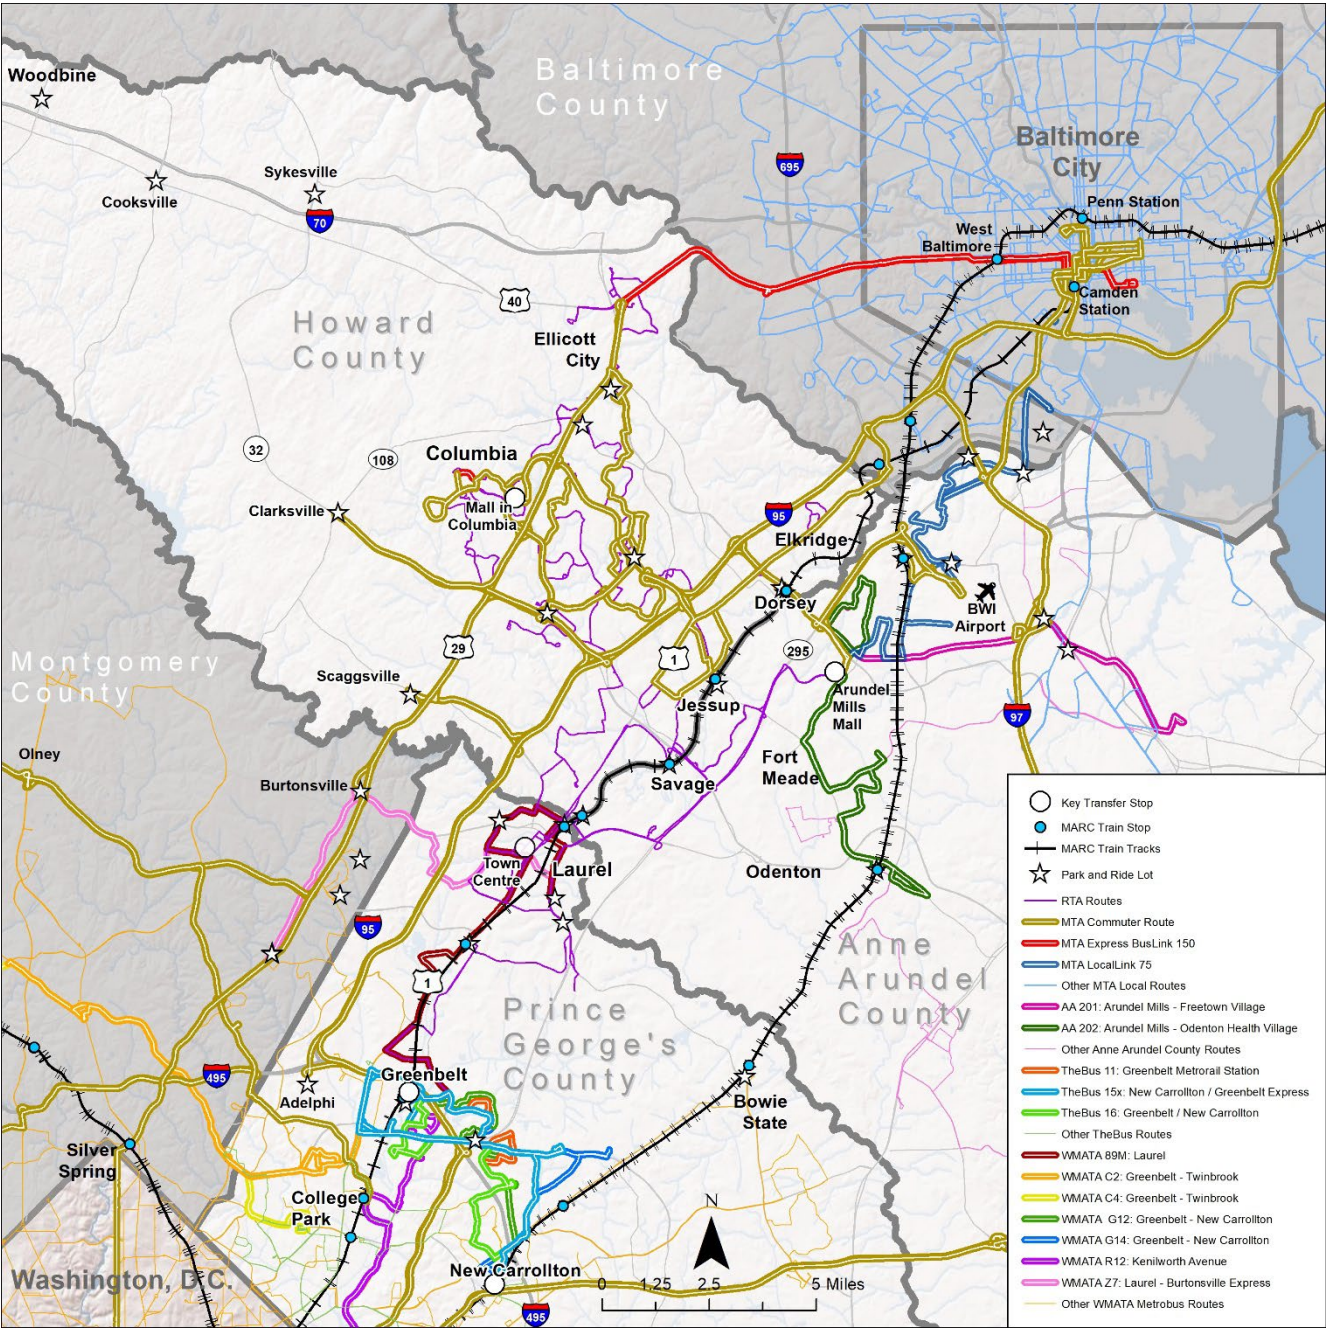 Woodbine
Baltimore
County
Baltimore
City
695
Sykesville
Cooksville
70
Penn Station
West
Baltimore
40
Camden
Station
Howard
County
Ellicott
City
32
108
Columbia
Mall in
Columbia
Clarksville
95
Elkridge
Dorsey
BWI
Airport
29
1
295
Montgomery
County
Scaggsville
Jessup
Arundel
Mills
Mall
97
Olney
Burtonsville
Savage
Fort
Meade
Town
Centre
Laurel
Odenton
95
1
Anne
Arundel
County
Prince
George's
County
495
Greenbelt
Adelphi
Bowie
State
Silver
Spring
College
Park
New Carrollton
Washington, D.C.
495
N
0 1.25 2.5 5 Miles
Key Transfer Stop
MARC Train Stop
MARC Train Tracks
Park and Ride Lot
RTA Routes
MTA Commuter Route
MTA Express BusLink 150
MTA LocalLink 75
Other MTA Local Routes
AA 201: Arundel Mills - Freetown Village
AA 202: Arundel Mills - Odenton Health Village
Other Anne Arundel County Routes
TheBus 11: Greenbelt Metrorail Station
TheBus 15x: New Carrollton / Greenbelt Express
TheBus 16: Greenbelt / New Carrollton
Other TheBus Routes
WMATA 89M: Laurel
WMATA C2: Greenbelt - Twinbrook
WMATA C4: Greenbelt - Twinbrook
WMATA G12: Greenbelt - New Carrollton
WMATA G14: Greenbelt - New Carrollton
WMATA R12: Kenilworth Avenue
WMATA Z7: Laurel - Burtonsville Express
Other WMATA Metrobus Routes